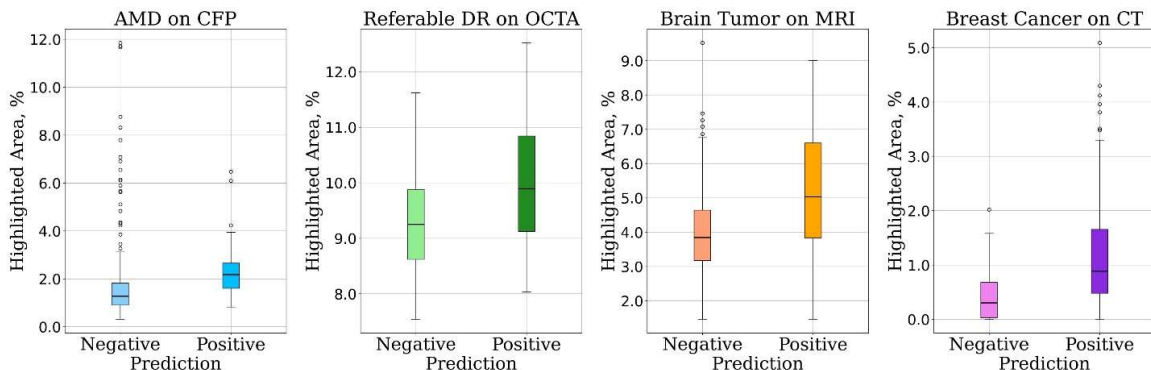 AMD on CFP
Highlighted Area, %
12.0
10.0
8.0
6.0
4.0
2.0
0.0
Negative Positive
Prediction
Referable DR on OCTA
Highlighted Area, %
12.0
11.0
10.0
9.0
8.0
Negative Positive
Prediction
Brain Tumor on MRI
Highlighted Area, %
9.0
8.0
7.0
6.0
5.0
4.0
3.0
2.0
Negative Positive
Prediction
Breast Cancer on CT
Highlighted Area, %
5.0
4.0
3.0
2.0
1.0
0.0
Negative Positive
Prediction